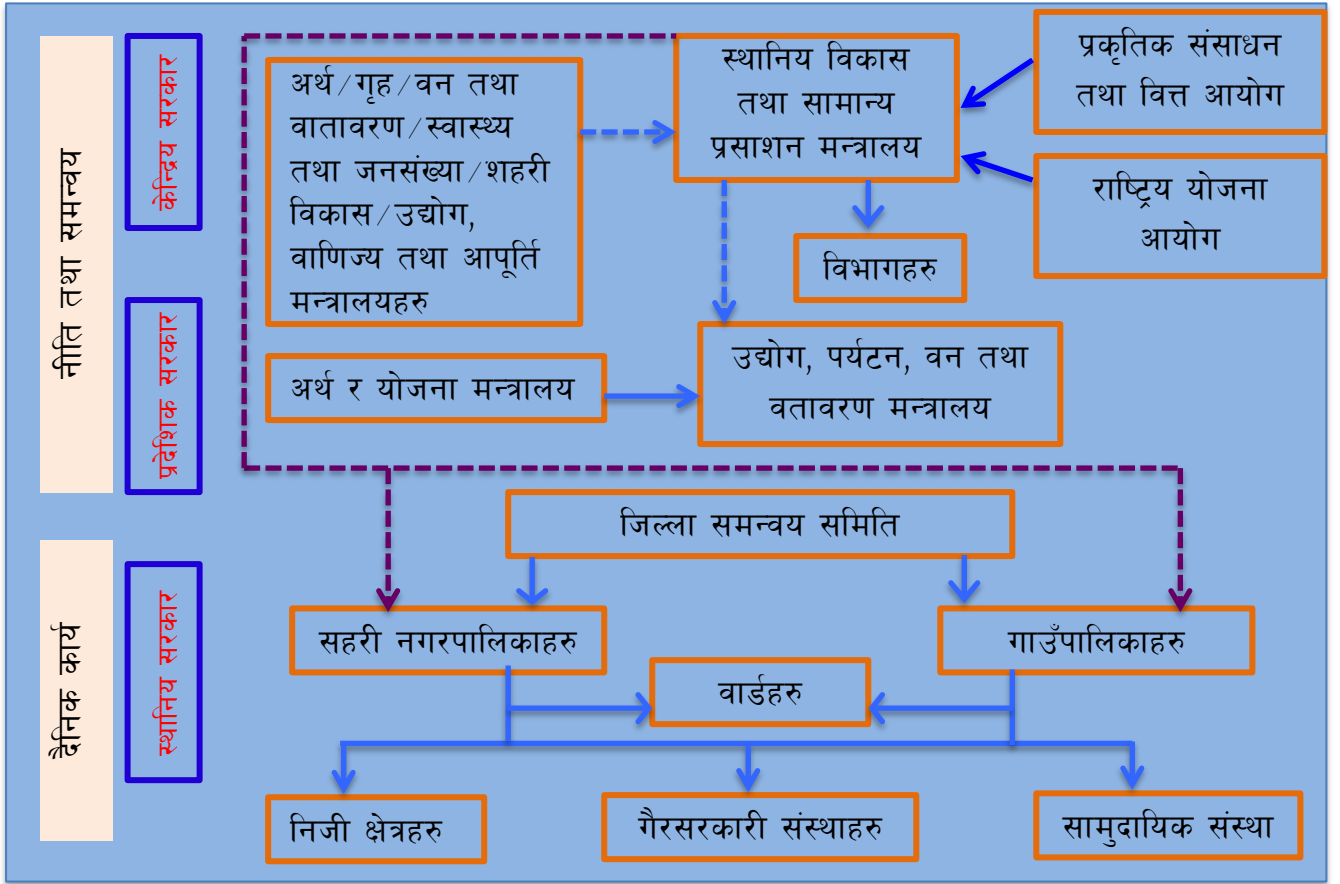 नीति तथा समन्वय
केन्द्रिय सरकार
अर्थ/गृह/वन तथा
वातावरण/स्वास्थ्य
तथा जनसंख्या/शहरी
विकास/उद्योग,
वाणिज्य तथा आपूर्ति
मन्त्रालयहरु
स्थानिय विकास
तथा सामान्य
प्रसाशन मन्त्रालय
प्रकृतिक संसाधन
तथा वित्त आयोग
राष्ट्रिय योजना
आयोग
विभागहरु
प्रदेशिक सरकार
अर्थ र योजना मन्त्रालय
उद्योग, पर्यटन, वन तथा
वतावरण मन्त्रालय
दैनिक कार्य
स्थानिय सरकार
जिल्ला समन्वय समिति
सहरी नगरपालिकाहरु
गाउँपालिकाहरु
वार्डहरु
निजी क्षेत्रहरु
गैरसरकारी संस्थाहरु
सामुदायिक संस्था